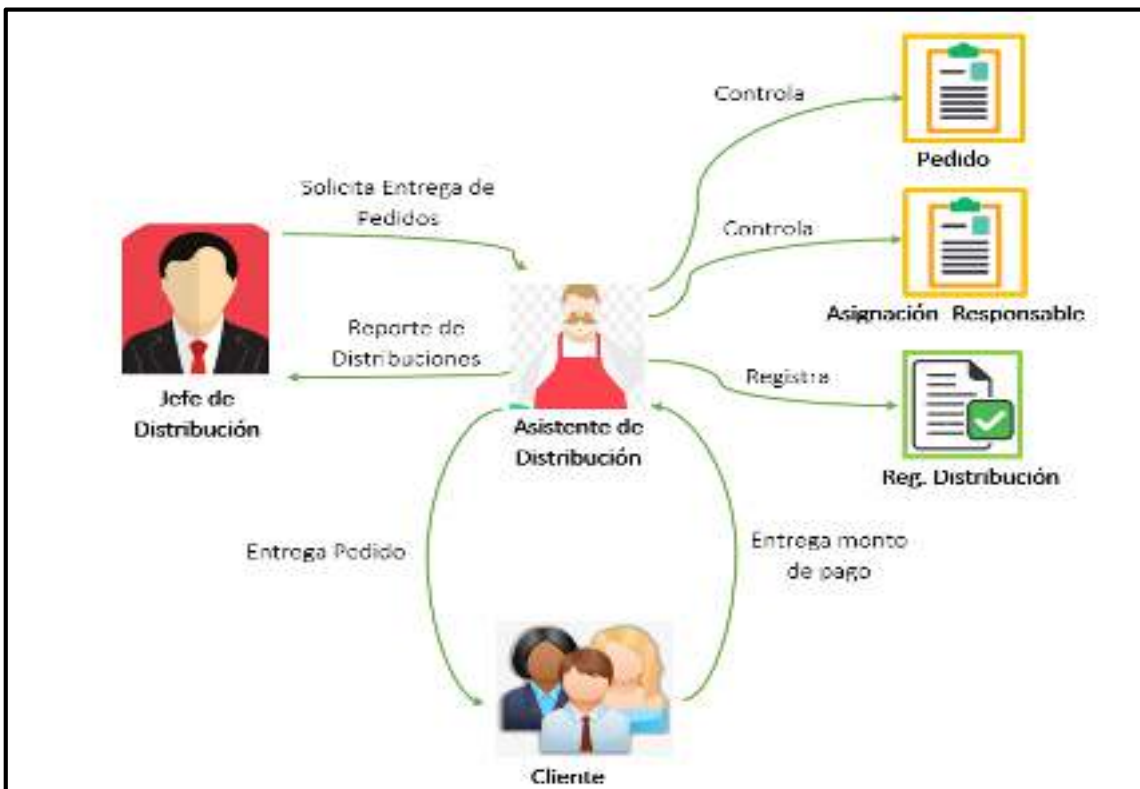 Controla
Pedido
Solicita Entrega de
Pedidos
Controla
Asignación Responsable
Reporte de
Distribuciones
Registra
Jefe de
Distribución
Asistente de
Distribución
Reg. Distribución
Entrega Pedido
Entrega monto
de pago
Cliente